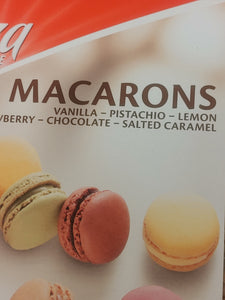 MACARONS
VANILLA – PISTACHIO – LEMON
– CHOCOLATE – SALTED CARAMEL